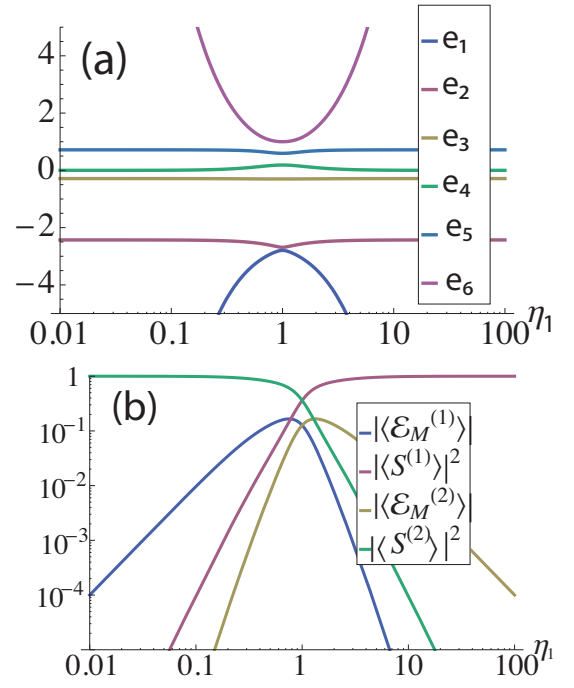 (a)
4
2
0
−2
−4
e₁
e₂
e₃
e₄
e₅
e₆
0.01 0.1 1 10 100 η₁
(b)
1
10⁻¹
10⁻²
10⁻³
10⁻⁴
|⟨ℰ_M⁽¹⁾⟩|
|⟨S⁽¹⁾⟩|²
|⟨ℰ_M⁽²⁾⟩|
|⟨S⁽²⁾⟩|²
0.01 0.1 1 10 100 η₁